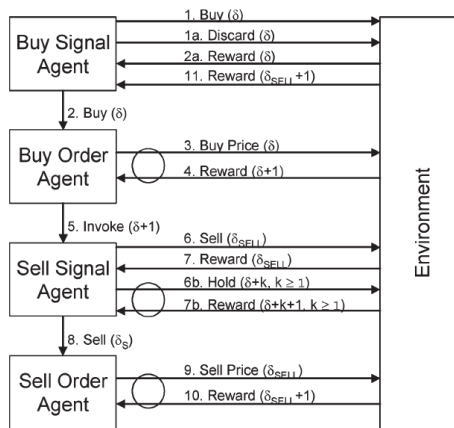 1. Buy (δ)
Buy Signal
Agent
1a. Discard (δ)
2a. Reward (δ)
11. Reward (δSELL+1)
2. Buy (δ)
Buy Order
Agent
3. Buy Price (δ)
4. Reward (δ+1)
5. Invoke (δ+1)
Sell Signal
Agent
6. Sell (δSELL)
7. Reward (δSELL)
6b. Hold (δ+k, k ≥ 1)
7b. Reward (δ+k+1, k ≥ 1)
8. Sell (δS)
Sell Order
Agent
9. Sell Price (δSELL)
10. Reward (δSELL+1)
Environment